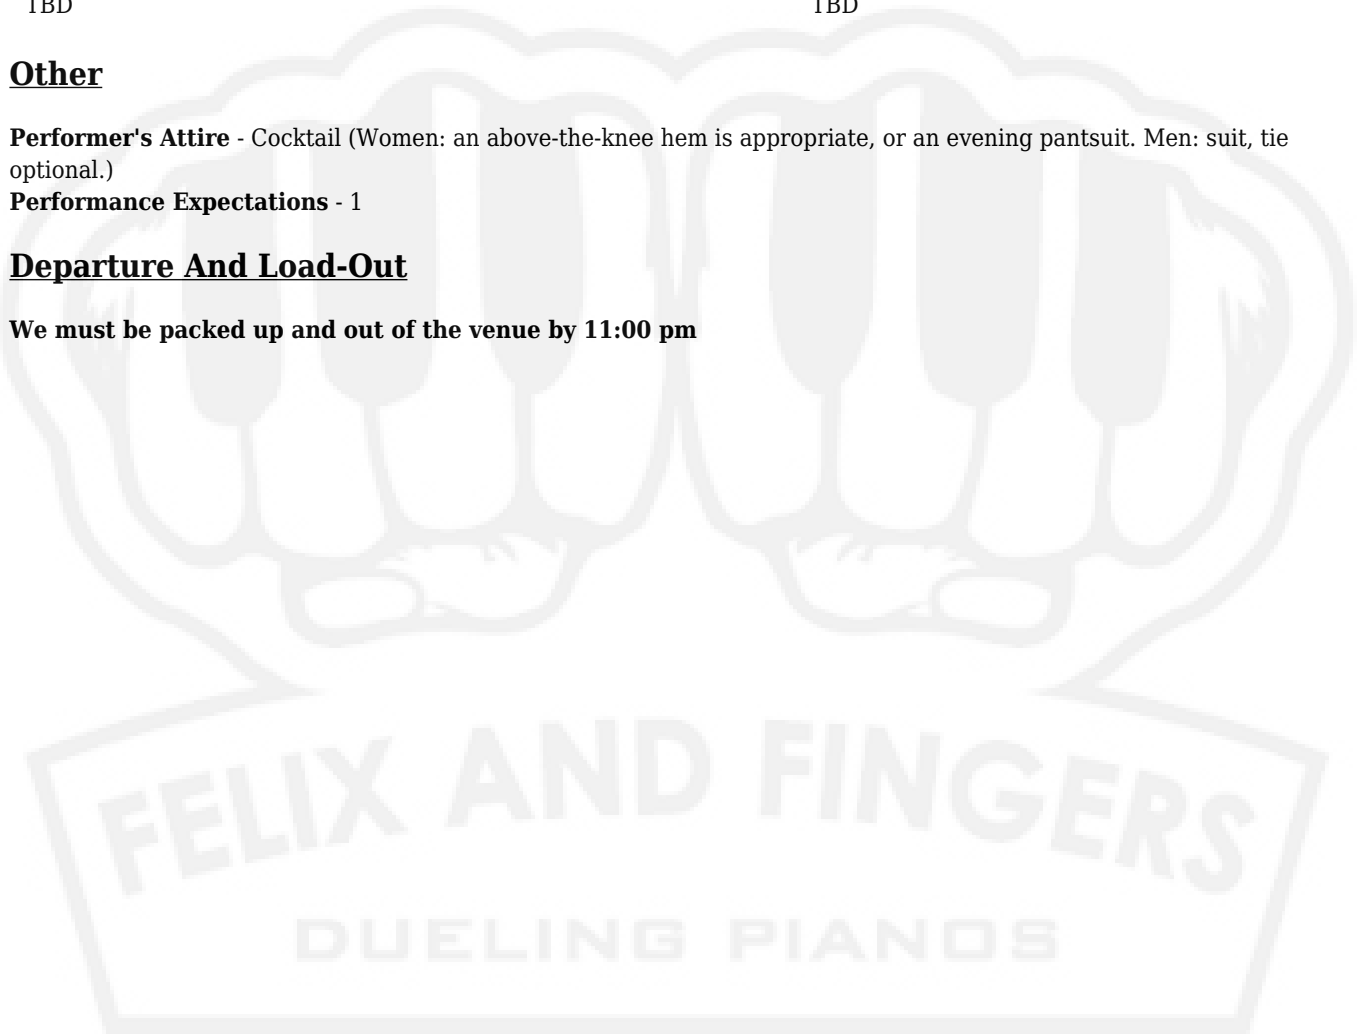 TBD TBD
Other
Performer's Attire - Cocktail (Women: an above-the-knee hem is appropriate, or an evening pantsuit. Men: suit, tie
optional.)
Performance Expectations - 1
Departure And Load-Out
We must be packed up and out of the venue by 11:00 pm
FELIX AND FINGERS
DUELING PIANOS